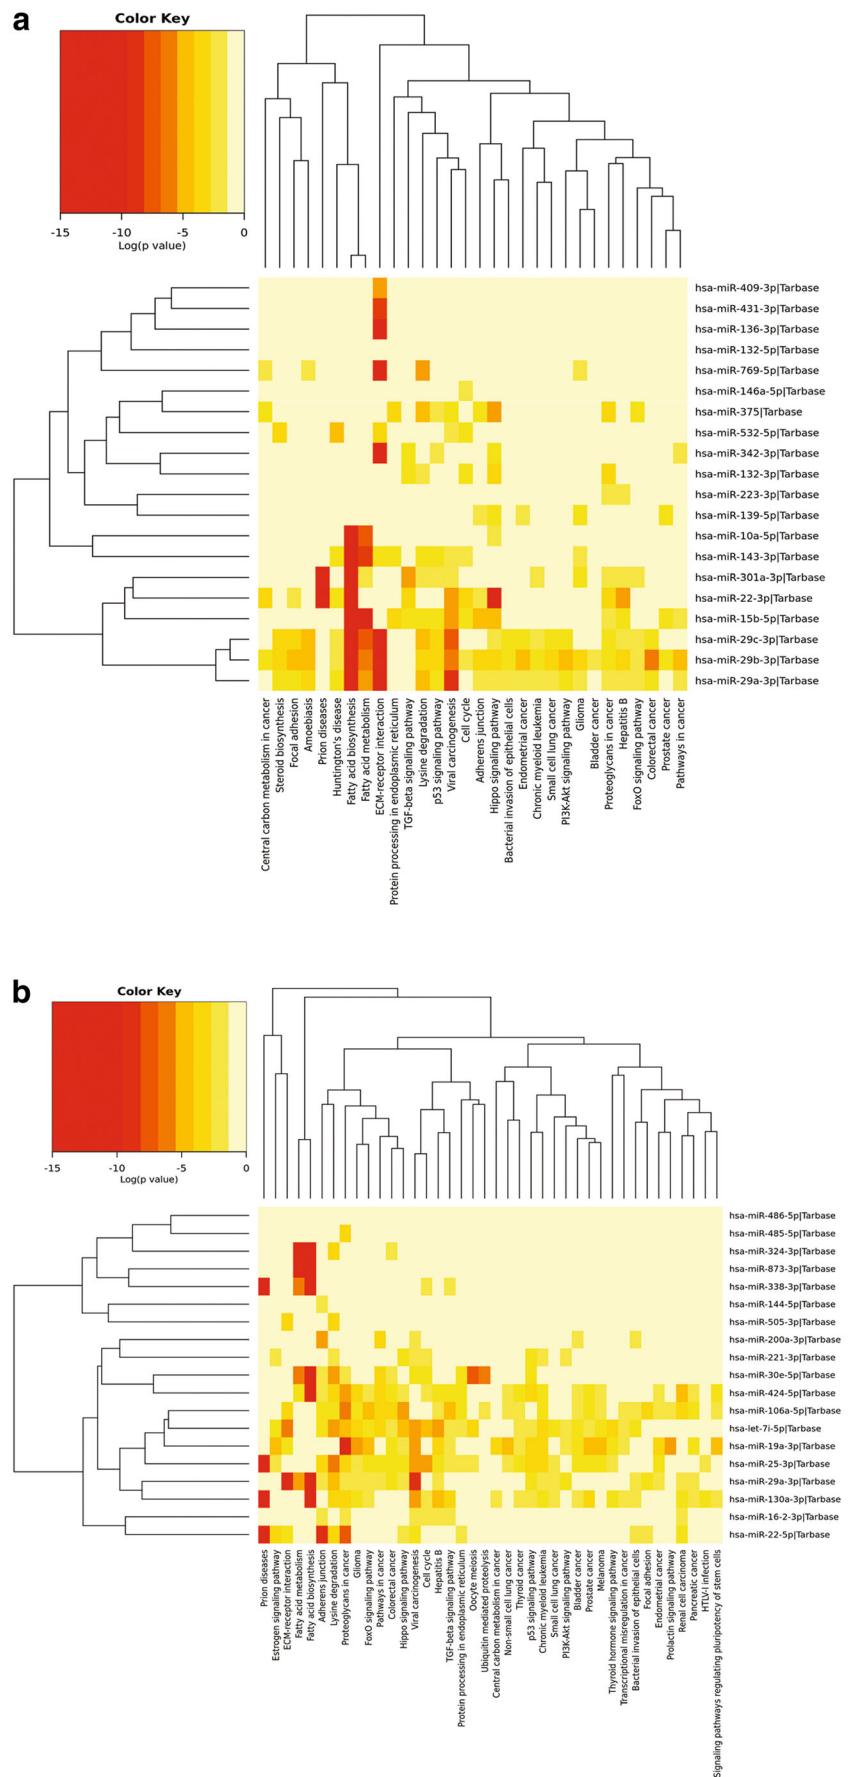 a
Color Key
-15
-10
-5
0
Log(p value)
hsa-miR-409-3p|Tarbase
hsa-miR-431-3p|Tarbase
hsa-miR-136-3p|Tarbase
hsa-miR-132-5p|Tarbase
hsa-miR-769-5p|Tarbase
hsa-miR-146a-5p|Tarbase
hsa-miR-375|Tarbase
hsa-miR-532-5p|Tarbase
hsa-miR-342-3p|Tarbase
hsa-miR-132-3p|Tarbase
hsa-miR-223-3p|Tarbase
hsa-miR-139-5p|Tarbase
hsa-miR-10a-5p|Tarbase
hsa-miR-143-3p|Tarbase
hsa-miR-301a-3p|Tarbase
hsa-miR-22-3p|Tarbase
hsa-miR-15b-5p|Tarbase
hsa-miR-29c-3p|Tarbase
hsa-miR-29b-3p|Tarbase
hsa-miR-29a-3p|Tarbase
Central carbon metabolism in cancer
Steroid biosynthesis
Focal adhesion
Amoebiasis
Prion diseases
Huntington's disease
Fatty acid biosynthesis
Fatty acid metabolism
ECM-receptor interaction
Protein processing in endoplasmic reticulum
TGF-beta signaling pathway
Lysine degradation
p53 signaling pathway
Viral carcinogenesis
Cell cycle
Adherens junction
Hippo signaling pathway
Bacterial invasion of epithelial cells
Endometrial cancer
Chronic myeloid leukemia
Small cell lung cancer
PI3K-Akt signaling pathway
Glioma
Bladder cancer
Proteoglycans in cancer
Hepatitis B
FoxO signaling pathway
Colorectal cancer
Prostate cancer
Pathways in cancer
b
Color Key
-15
-10
-5
0
Log(p value)
hsa-miR-486-5p|Tarbase
hsa-miR-485-5p|Tarbase
hsa-miR-324-3p|Tarbase
hsa-miR-873-3p|Tarbase
hsa-miR-338-3p|Tarbase
hsa-miR-144-5p|Tarbase
hsa-miR-505-3p|Tarbase
hsa-miR-200a-3p|Tarbase
hsa-miR-221-3p|Tarbase
hsa-miR-30e-5p|Tarbase
hsa-miR-424-5p|Tarbase
hsa-miR-106a-5p|Tarbase
hsa-let-7i-5p|Tarbase
hsa-miR-19a-3p|Tarbase
hsa-miR-25-3p|Tarbase
hsa-miR-29a-3p|Tarbase
hsa-miR-130a-3p|Tarbase
hsa-miR-16-2-3p|Tarbase
hsa-miR-22-5p|Tarbase
Prion diseases
Estrogen signaling pathway
ECM-receptor interaction
Fatty acid metabolism
Fatty acid biosynthesis
Adherens junction
Lysine degradation
Proteoglycans in cancer
Glioma
FoxO signaling pathway
Pathways in cancer
Colorectal cancer
Hippo signaling pathway
Viral carcinogenesis
Cell cycle
Hepatitis B
TGF-beta signaling pathway
Protein processing in endoplasmic reticulum
Oocyte meiosis
Ubiquitin mediated proteolysis
Central carbon metabolism in cancer
Non-small cell lung cancer
Thyroid cancer
p53 signaling pathway
Chronic myeloid leukemia
Small cell lung cancer
PI3K-Akt signaling pathway
Bladder cancer
Prostate cancer
Melanoma
Thyroid hormone signaling pathway
Transcriptional misregulation in cancer
Bacterial invasion of epithelial cells
Focal adhesion
Endometrial cancer
Prolactin signaling pathway
Renal cell carcinoma
Pancreatic cancer
HTLV-I infection
Signaling pathways regulating pluripotency of stem cells